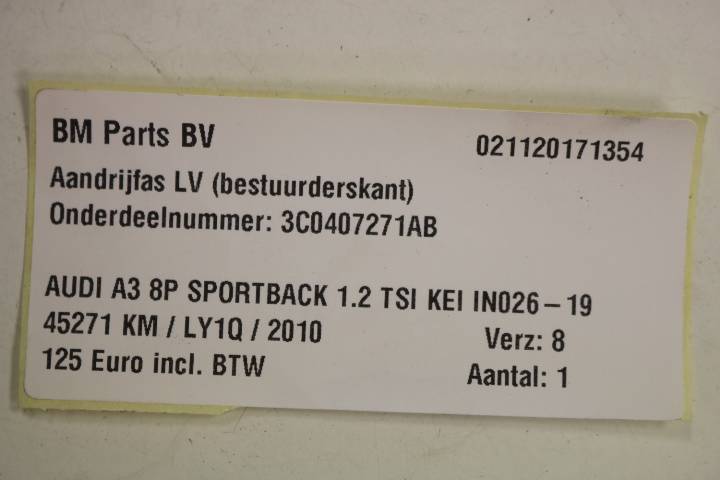 BM Parts BV 021120171354
Aandrijfas LV (bestuurderskant)
Onderdeelnummer: 3C0407271AB
AUDI A3 8P SPORTBACK 1.2 TSI KEI IN026-19
45271 KM / LY1Q / 2010 Verz: 8
125 Euro incl. BTW Aantal: 1